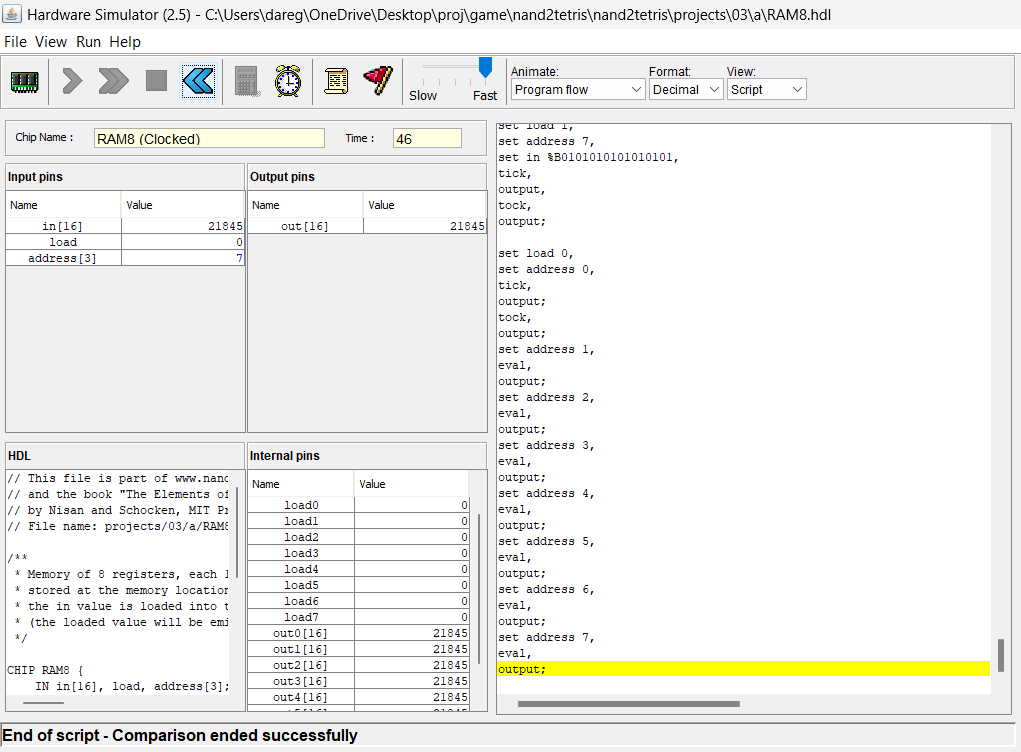 Hardware Simulator (2.5) - C:\Users\dareg\OneDrive\Desktop\proj\game\nand2tetris\nand2tetris\projects\03\a\RAM8.hdl
File View Run Help
Slow Fast
Animate:
Program flow
Format:
Decimal
View:
Script
Chip Name :
RAM8 (Clocked)
Time :
46
Input pins
Name Value
in[16] 21845
load 0
address[3] 7
Output pins
Name Value
out[16] 21845
HDL
// This file is part of www.nand
// and the book "The Elements of
// by Nisan and Schocken, MIT Pr
// File name: projects/03/a/RAM8
/**
* Memory of 8 registers, each 1
* stored at the memory location
* the in value is loaded into t
* (the loaded value will be emi
*/
CHIP RAM8 {
IN in[16], load, address[3];
Internal pins
Name Value
load0 0
load1 0
load2 0
load3 0
load4 0
load5 0
load6 0
load7 0
out0[16] 21845
out1[16] 21845
out2[16] 21845
out3[16] 21845
out4[16] 21845
set load 1,
set address 7,
set in %B0101010101010101,
tick,
output,
tock,
output;
set load 0,
set address 0,
tick,
output;
tock,
output;
set address 1,
eval,
output;
set address 2,
eval,
output;
set address 3,
eval,
output;
set address 4,
eval,
output;
set address 5,
eval,
output;
set address 6,
eval,
output;
set address 7,
eval,
output;
End of script - Comparison ended successfully